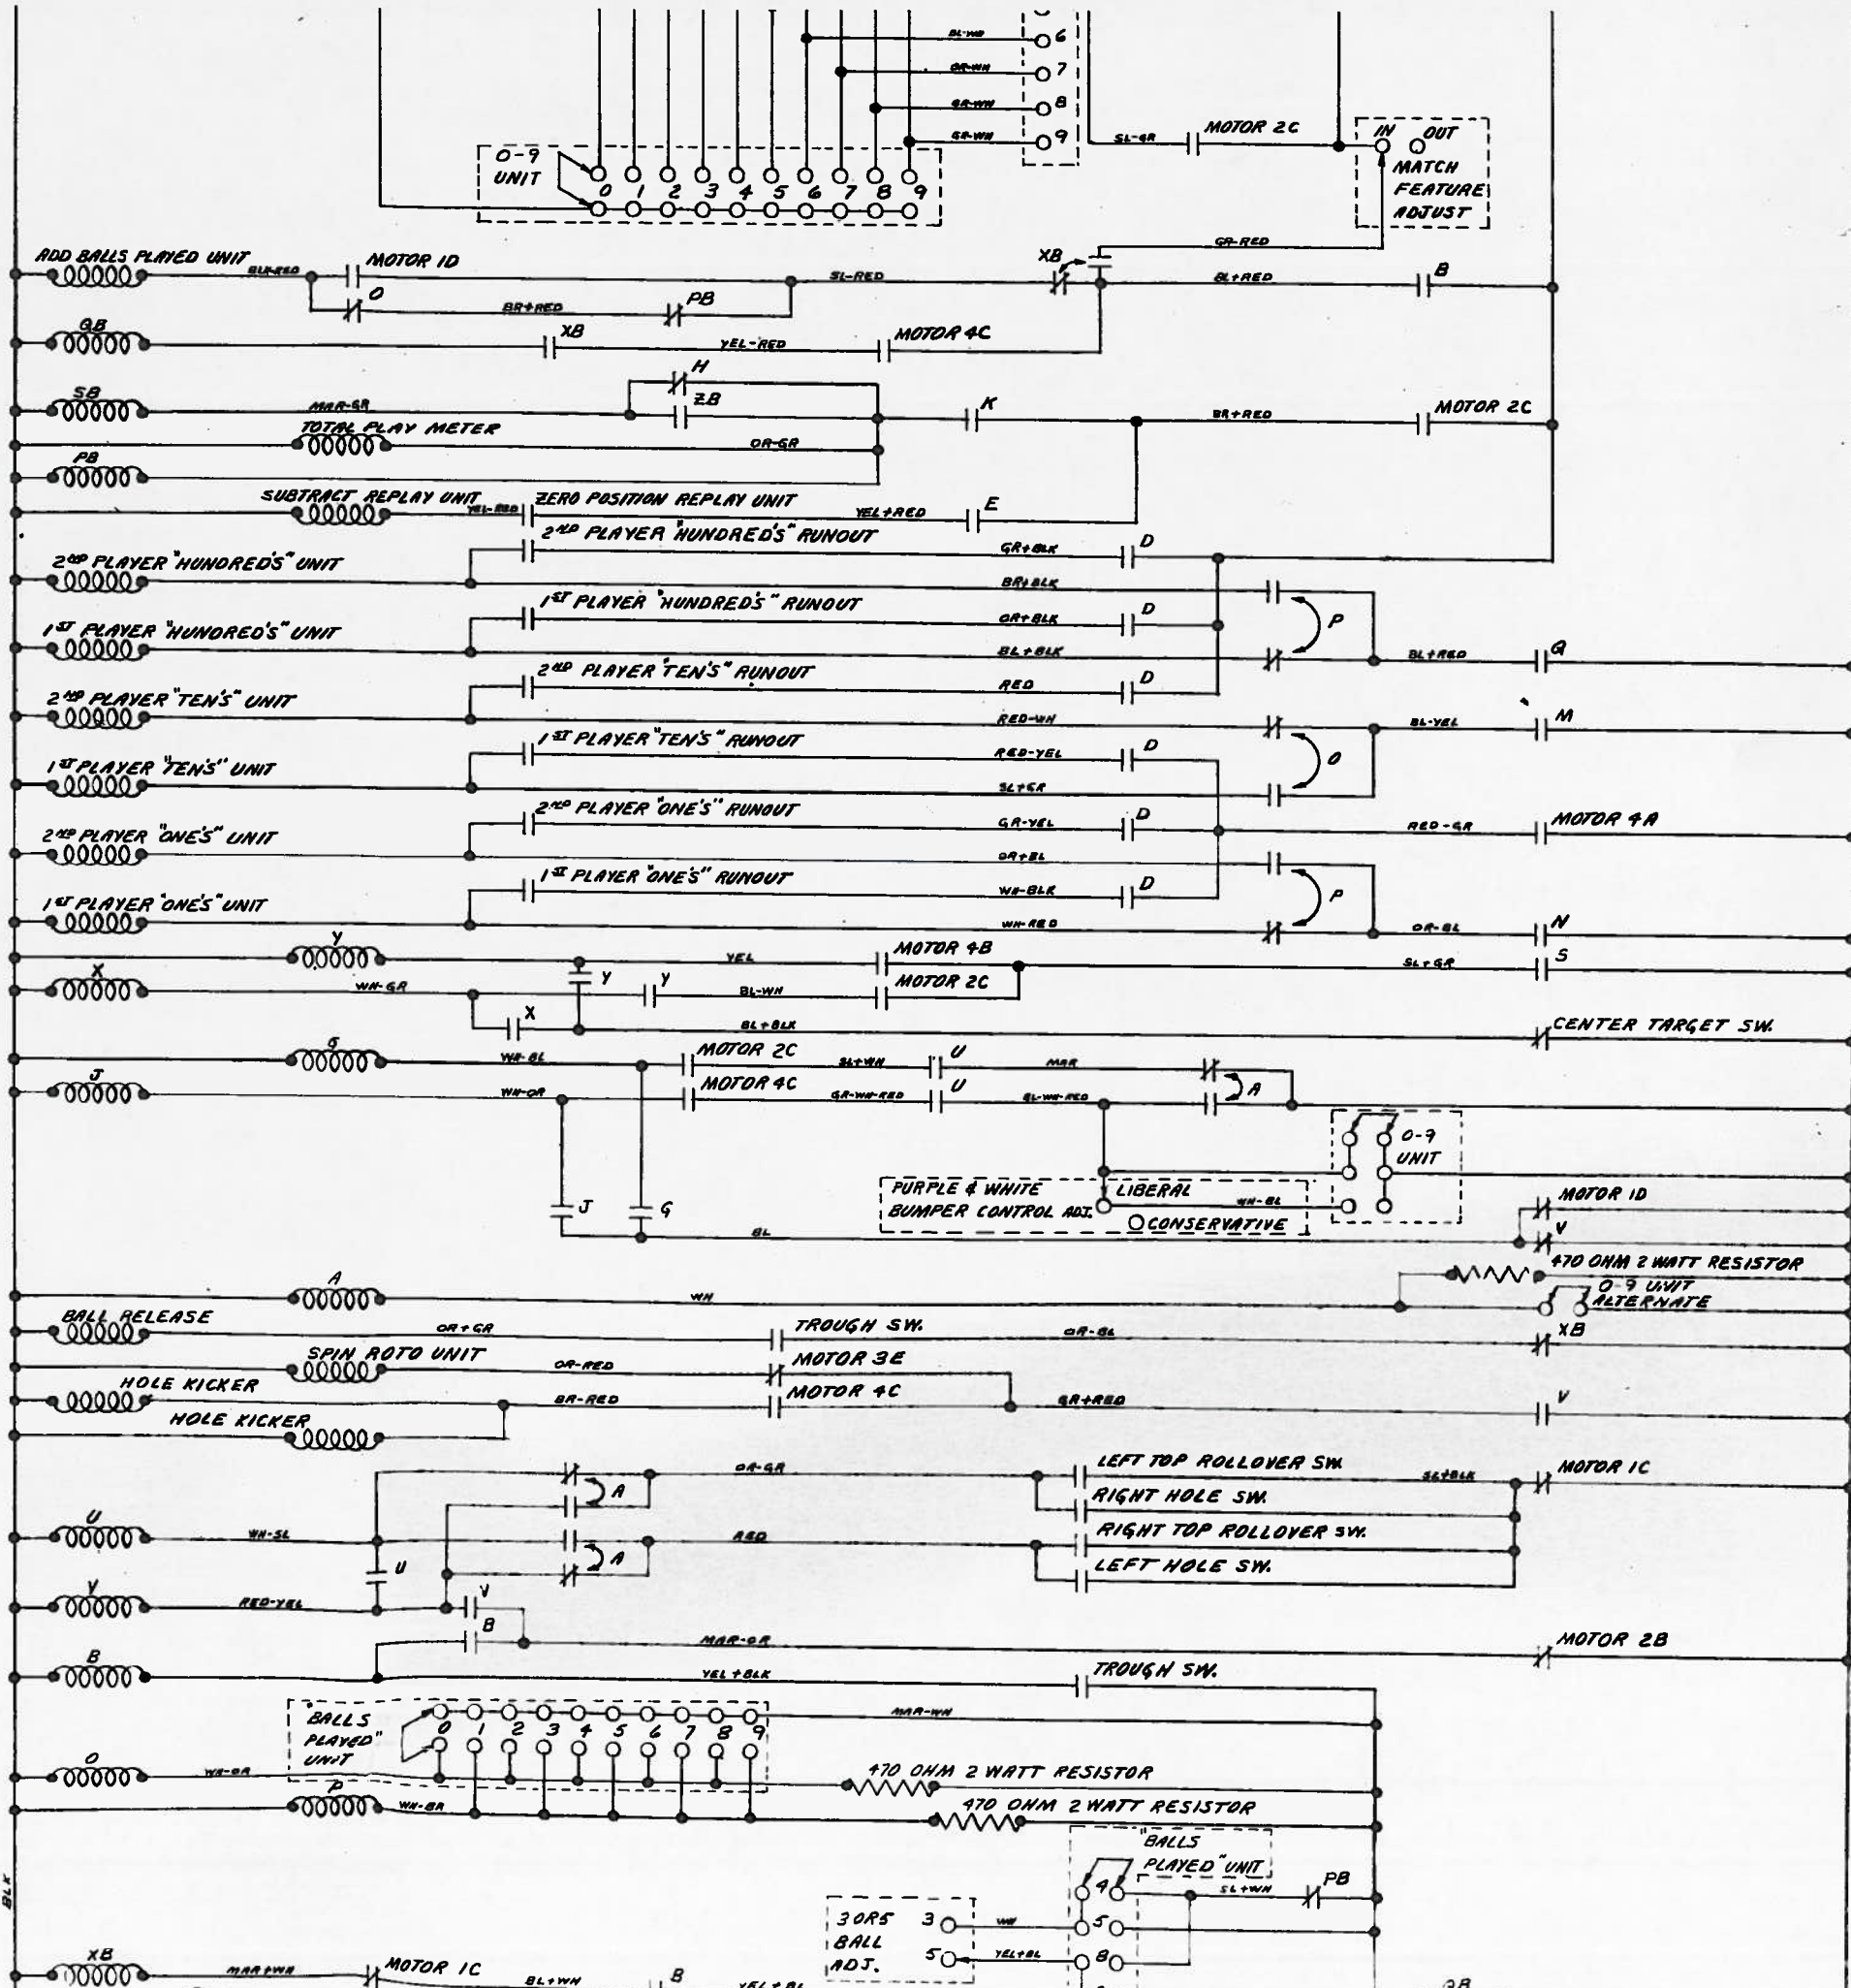 BL-WH 6
OR-WH 7
GR-WH 8
GR-WH 9
SL-GR MOTOR 2C
IN OUT
MATCH
FEATURE
ADJUST
0-9
UNIT
0 1 2 3 4 5 6 7 8 9
GR-RED
ADD BALLS PLAYED UNIT BLK-RED MOTOR 1D SL-RED XB BL+RED B
O BR+RED PB
GB XB YEL-RED MOTOR 4C
H
SB MAR-GR ZB K BR+RED MOTOR 2C
TOTAL PLAY METER OR-GR
PB
SUBTRACT REPLAY UNIT YEL-RED ZERO POSITION REPLAY UNIT YEL+RED E
2ND PLAYER "HUNDRED'S" RUNOUT GR+BLK D
2ND PLAYER "HUNDRED'S" UNIT BR+BLK
1ST PLAYER "HUNDRED'S" RUNOUT OR+BLK D P
1ST PLAYER "HUNDRED'S" UNIT BL+BLK BL+RED Q
2ND PLAYER "TEN'S" RUNOUT RED D
2ND PLAYER "TEN'S" UNIT RED-WH BL-YEL M
1ST PLAYER "TEN'S" RUNOUT RED-YEL D O
1ST PLAYER "TEN'S" UNIT SL+GR
2ND PLAYER "ONE'S" RUNOUT GR-YEL D RED-GR MOTOR 4A
2ND PLAYER "ONE'S" UNIT OR+BL
1ST PLAYER "ONE'S" RUNOUT WH-BLK D P
1ST PLAYER "ONE'S" UNIT WH-RED OR-BL N
Y YEL MOTOR 4B SL+GR S
X WH-GR Y Y BL-WH MOTOR 2C
X BL+BLK CENTER TARGET SW.
G WH-BL MOTOR 2C SL+WH U MAR
J WH-OR MOTOR 4C GR-WH-RED U BL-WH-RED A
0-9
UNIT
PURPLE & WHITE LIBERAL
BUMPER CONTROL ADJ. WH-BL
CONSERVATIVE
J G MOTOR 1D
BL V
470 OHM 2 WATT RESISTOR
A WH 0-9 UNIT
ALTERNATE
BALL RELEASE OR+GR TROUGH SW. OR-BL XB
SPIN ROTO UNIT OR-RED MOTOR 3E
HOLE KICKER BR-RED MOTOR 4C GR+RED V
HOLE KICKER
OR-GR LEFT TOP ROLLOVER SW. SL+BLK MOTOR 1C
A RIGHT HOLE SW.
U WH-SL RED RIGHT TOP ROLLOVER SW.
U A LEFT HOLE SW.
V RED-YEL V
B MAR-OR MOTOR 2B
B YEL+BLK TROUGH SW.
"BALLS
PLAYED"
UNIT
0 1 2 3 4 5 6 7 8 9
MAR-WH
O WH-OR 470 OHM 2 WATT RESISTOR
P WH-BR 470 OHM 2 WATT RESISTOR
"BALLS
PLAYED" UNIT
4 SL+WH PB
3 OR 5 3 WH 5
BALL
ADJ. 5 YEL+BL 8
BLK
XB MAR+WH MOTOR 1C BL+WH B YEL+BL